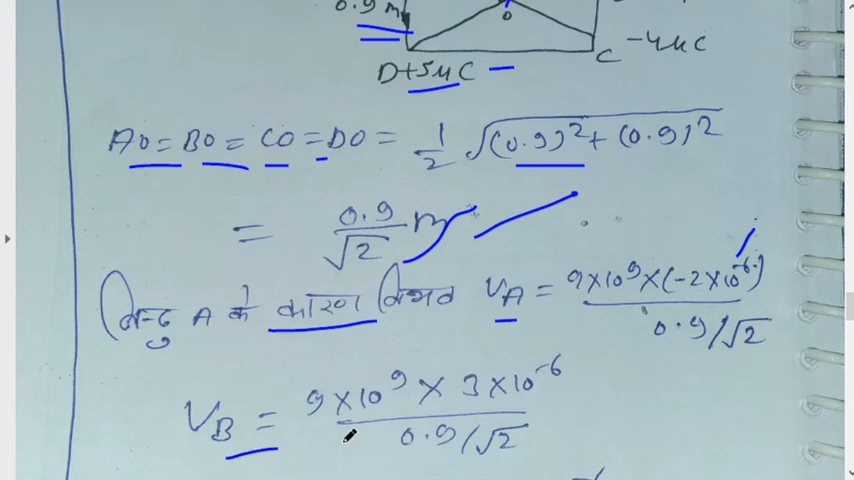 0.9 m
O
D+5μC
C -4μC
AO = BO = CO = DO = 1/2 √(0.9)² + (0.9)²
= 0.9/√2 m
बिन्दु A के कारण विभव V_A = 9×10⁹×(-2×10⁻⁶)/0.9/√2
V_B = 9×10⁹ × 3×10⁻⁶/0.9/√2